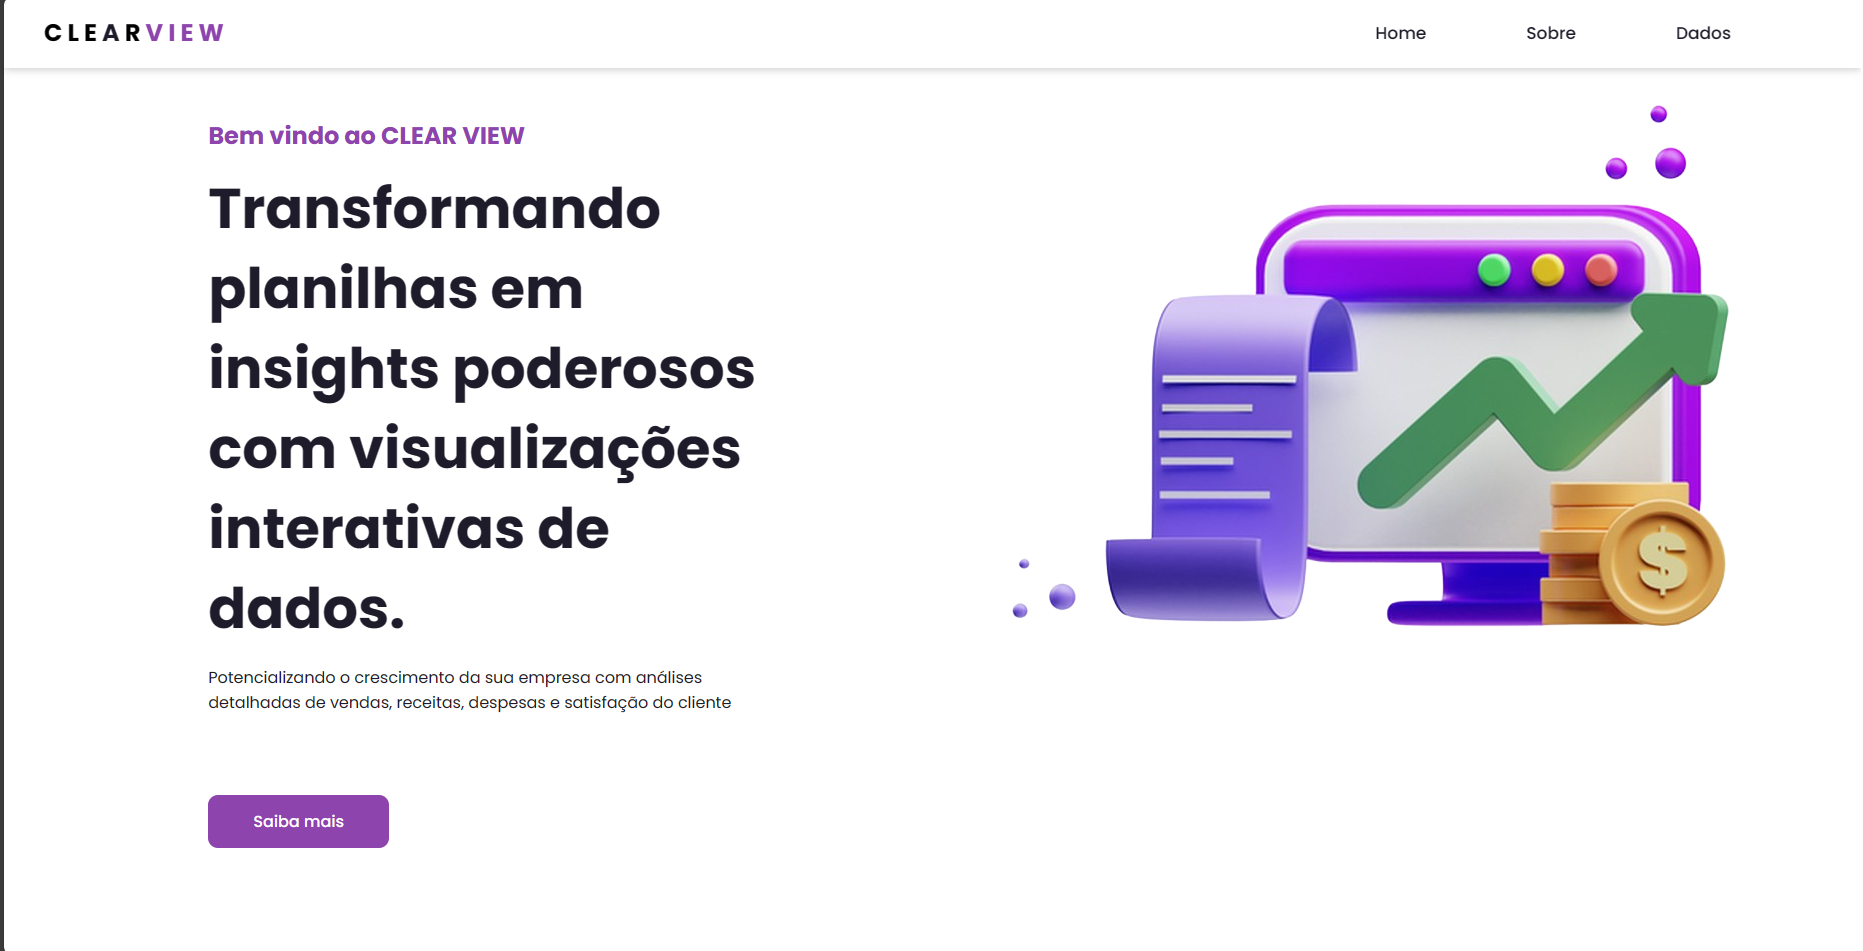 CLEARVIEW
Home
Sobre
Dados
Bem vindo ao CLEAR VIEW
Transformando
planilhas em
insights poderosos
com visualizações
interativas de
dados.
Potencializando o crescimento da sua empresa com análises
detalhadas de vendas, receitas, despesas e satisfação do cliente
Saiba mais
$